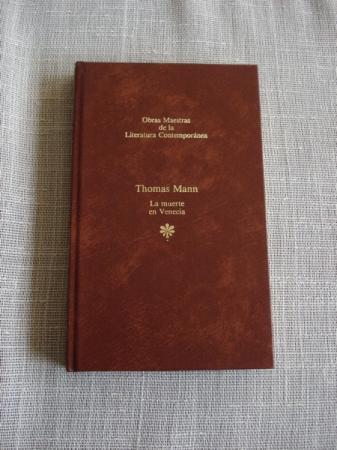 Obras Maestras
de la
Literatura Contemporánea
Thomas Mann
La muerte
en Venecia